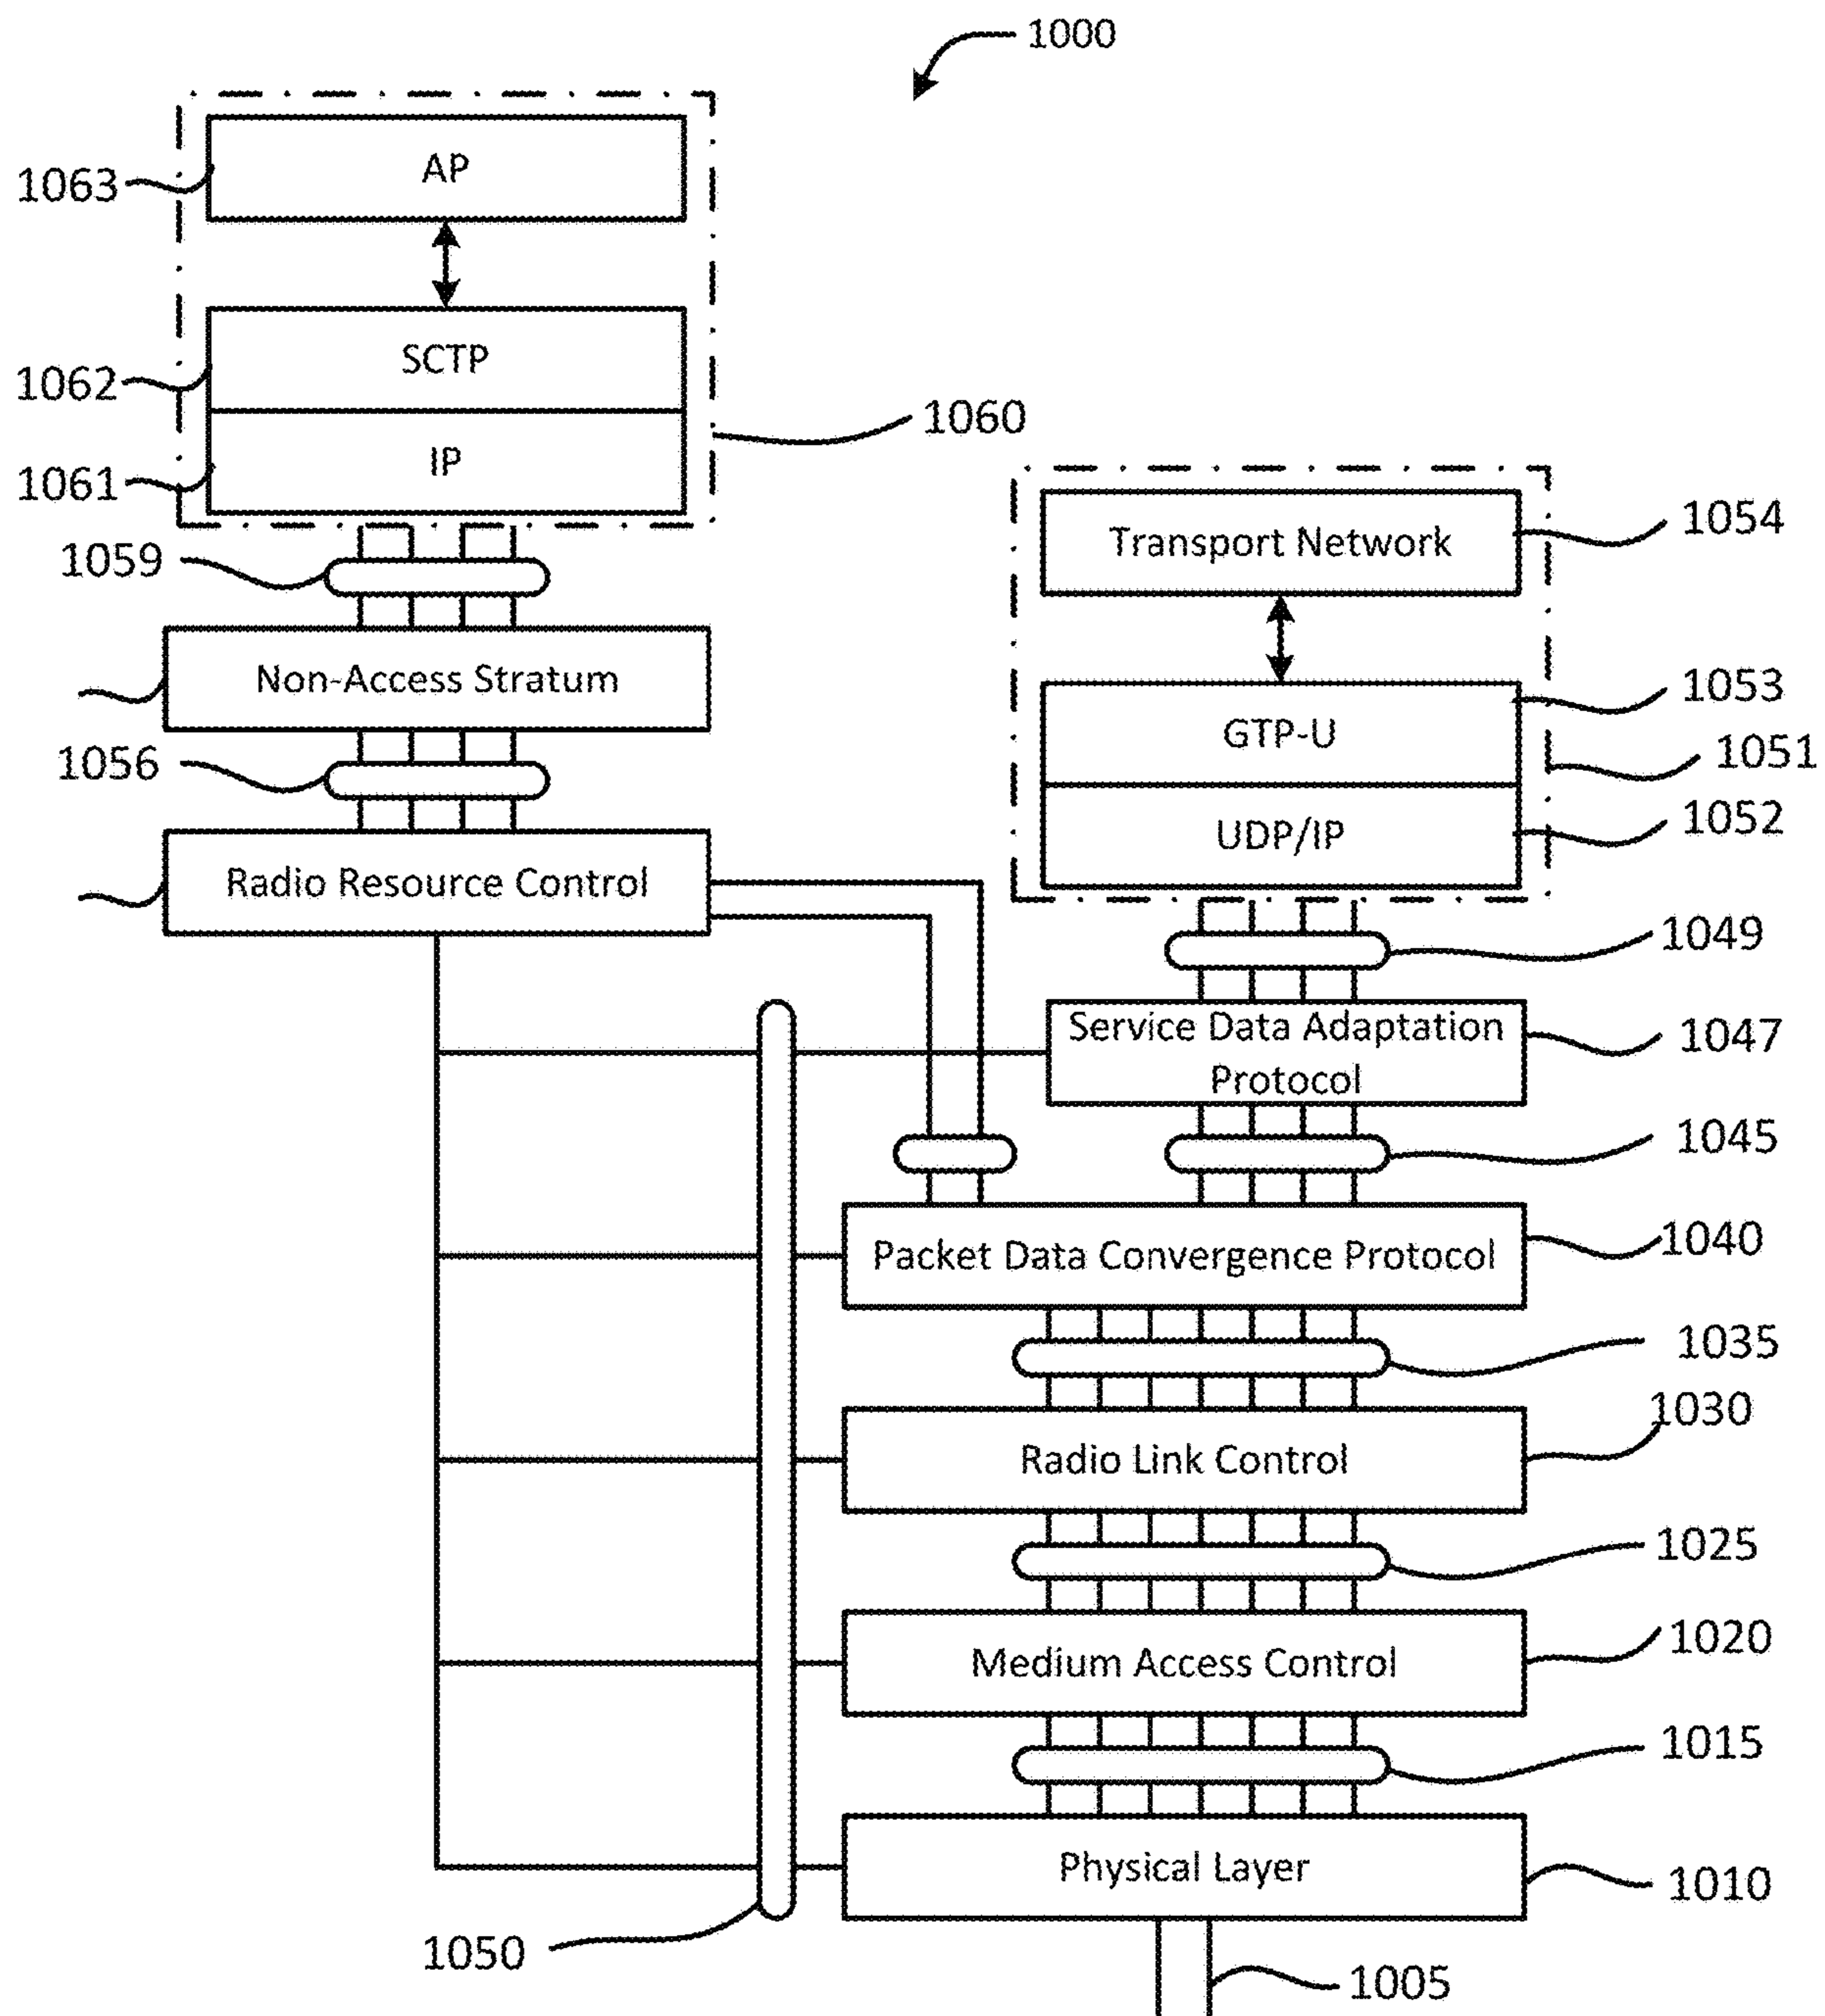 1000
AP
1063
SCTP
1062
1060
IP
1061
Transport Network
1054
1059
Non-Access Stratum
GTP-U
1053
1051
1056
UDP/IP
1052
Radio Resource Control
1049
Service Data Adaptation
Protocol
1047
1045
Packet Data Convergence Protocol
1040
1035
1030
Radio Link Control
1025
Medium Access Control
1020
1015
Physical Layer
1010
1050
1005